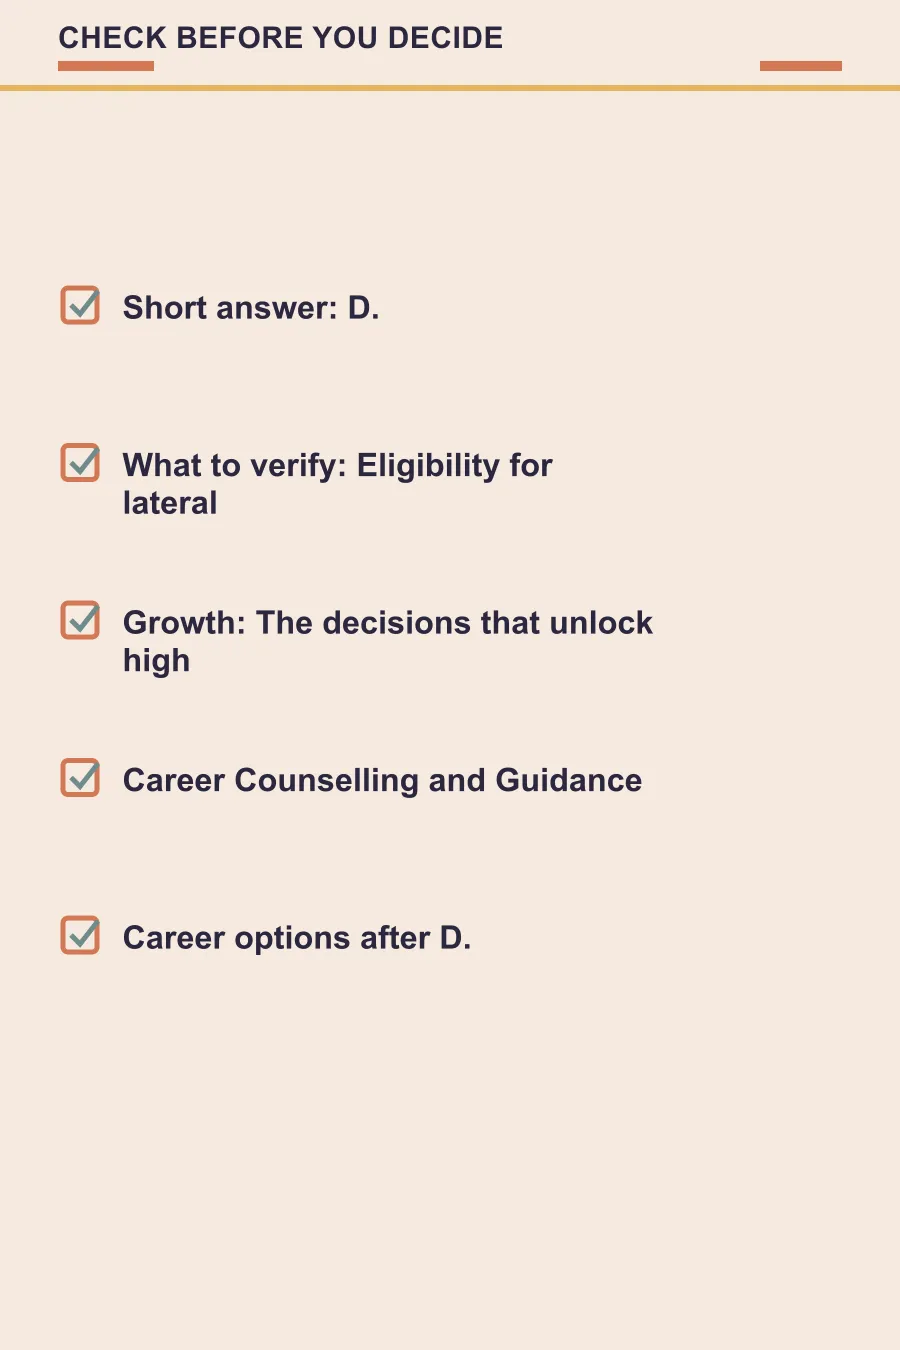 CHECK BEFORE YOU DECIDE
Short answer: D.
What to verify: Eligibility for
lateral
Growth: The decisions that unlock
high
Career Counselling and Guidance
Career options after D.